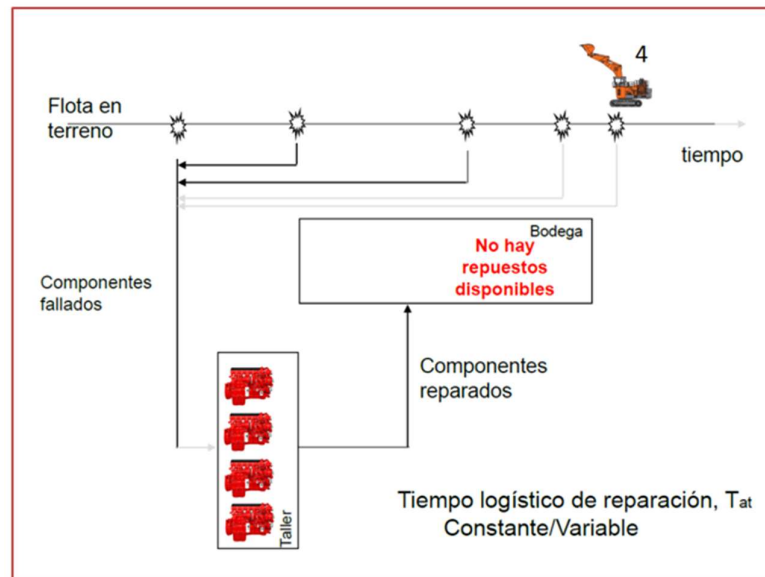 4
Flota en
terreno
tiempo
Bodega
No hay
repuestos
disponibles
Componentes
fallados
Componentes
reparados
Taller
Tiempo logístico de reparación, Tat
Constante/Variable